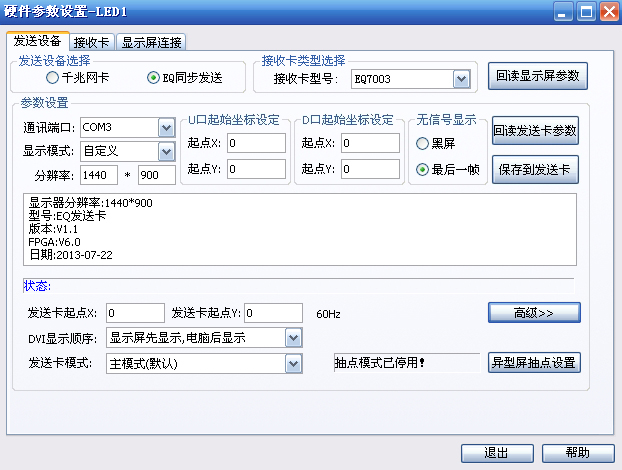 硬件参数设置-LED1
发送设备 接收卡 显示屏连接
发送设备选择 接收卡类型选择
千兆网卡 EQ同步发送 接收卡型号: EQ7003 回读显示屏参数
参数设置
U口起始坐标设定 D口起始坐标设定 无信号显示
通讯端口: COM3 起点X: 0 起点X: 0 黑屏 回读发送卡参数
显示模式: 自定义
分辨率: 1440 * 900 起点Y: 0 起点Y: 0 最后一帧 保存到发送卡
显示器分辨率:1440*900
型号:EQ发送卡
版本:V1.1
FPGA:V6.0
日期:2013-07-22
状态:
发送卡起点X: 0 发送卡起点Y: 0 60Hz 高级>>
DVI显示顺序: 显示屏先显示,电脑后显示
发送卡模式: 主模式(默认) 抽点模式已停用! 异型屏抽点设置
退出 帮助